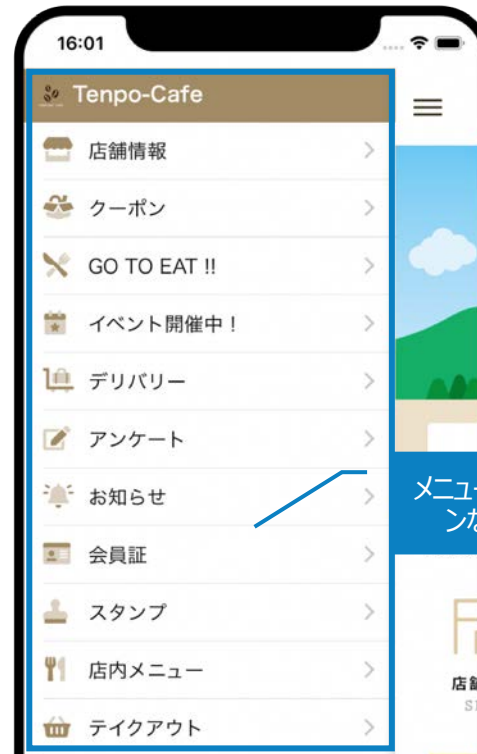 16:01
Tenpo-Cafe
店舗情報
クーポン
GO TO EAT !!
イベント開催中！
デリバリー
アンケート
お知らせ
メニュー
ンな
会員証
スタンプ
店内メニュー
店舗
テイクアウト